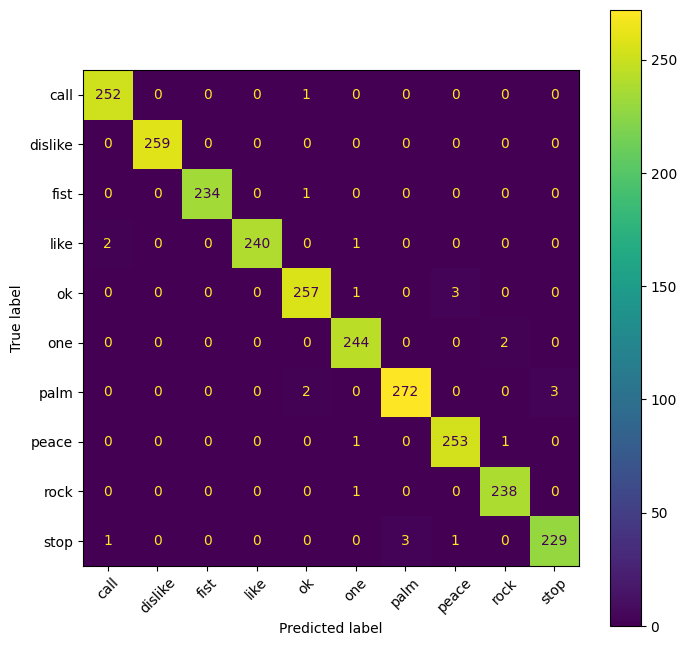 250
call 252 0 0 0 1 0 0 0 0 0
dislike 0 259 0 0 0 0 0 0 0 0
200
fist 0 0 234 0 1 0 0 0 0 0
like 2 0 0 240 0 1 0 0 0 0
150
ok 0 0 0 0 257 1 0 3 0 0
True label
one 0 0 0 0 0 244 0 0 2 0
100
palm 0 0 0 0 2 0 272 0 0 3
peace 0 0 0 0 0 1 0 253 1 0
50
rock 0 0 0 0 0 1 0 0 238 0
stop 1 0 0 0 0 0 3 1 0 229
call dislike fist like ok one palm peace rock stop
Predicted label
0